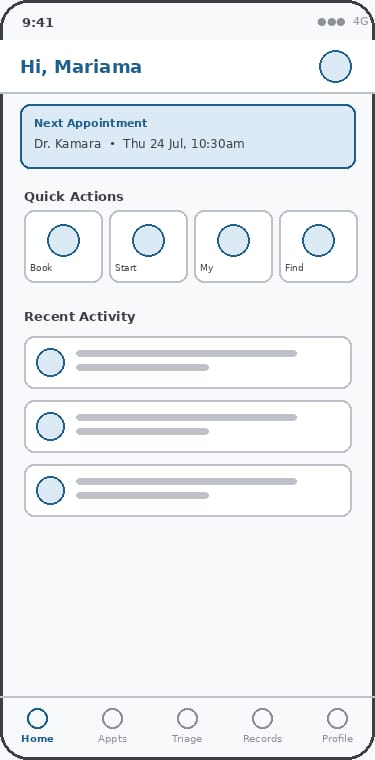 9:41 ●●● 4G
Hi, Mariama
Next Appointment
Dr. Kamara • Thu 24 Jul, 10:30am
Quick Actions
Book Start My Find
Recent Activity
Home Appts Triage Records Profile